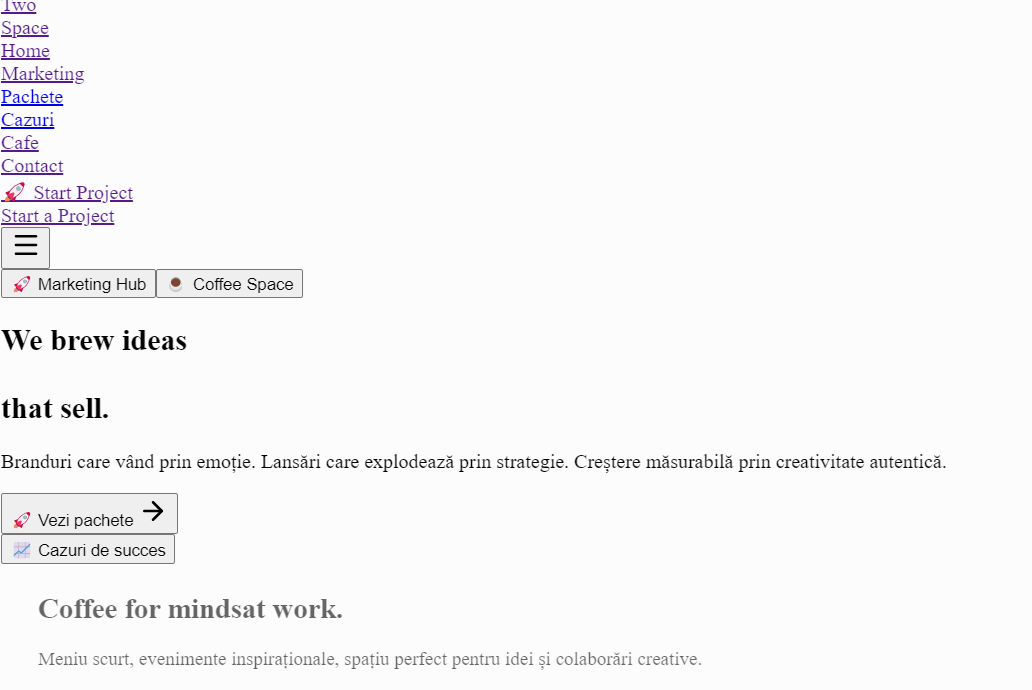 Two
Space
Home
Marketing
Pachete
Cazuri
Cafe
Contact
🚀 Start Project
Start a Project
🚀 Marketing Hub ☕ Coffee Space
We brew ideas
that sell.
Branduri care vând prin emoție. Lansări care explodează prin strategie. Creștere măsurabilă prin creativitate autentică.
🚀 Vezi pachete
📈 Cazuri de succes
Coffee for mindsat work.
Meniu scurt, evenimente inspiraționale, spațiu perfect pentru idei și colaborări creative.